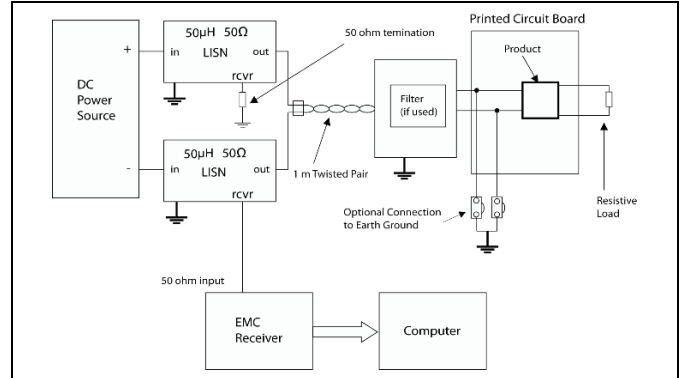 Printed Circuit Board
50µH 50Ω
50 ohm temination
+
in
LISN
out
Product
rcvr
DC
Power
Source
Filter
(if used)
50µH 50Ω
-
in
LISN
out
1 m Twisted Pair
rcvr
Resistive
Load
Optional Connection
to Earth Ground
50 ohm input
EMC
Receiver
Computer